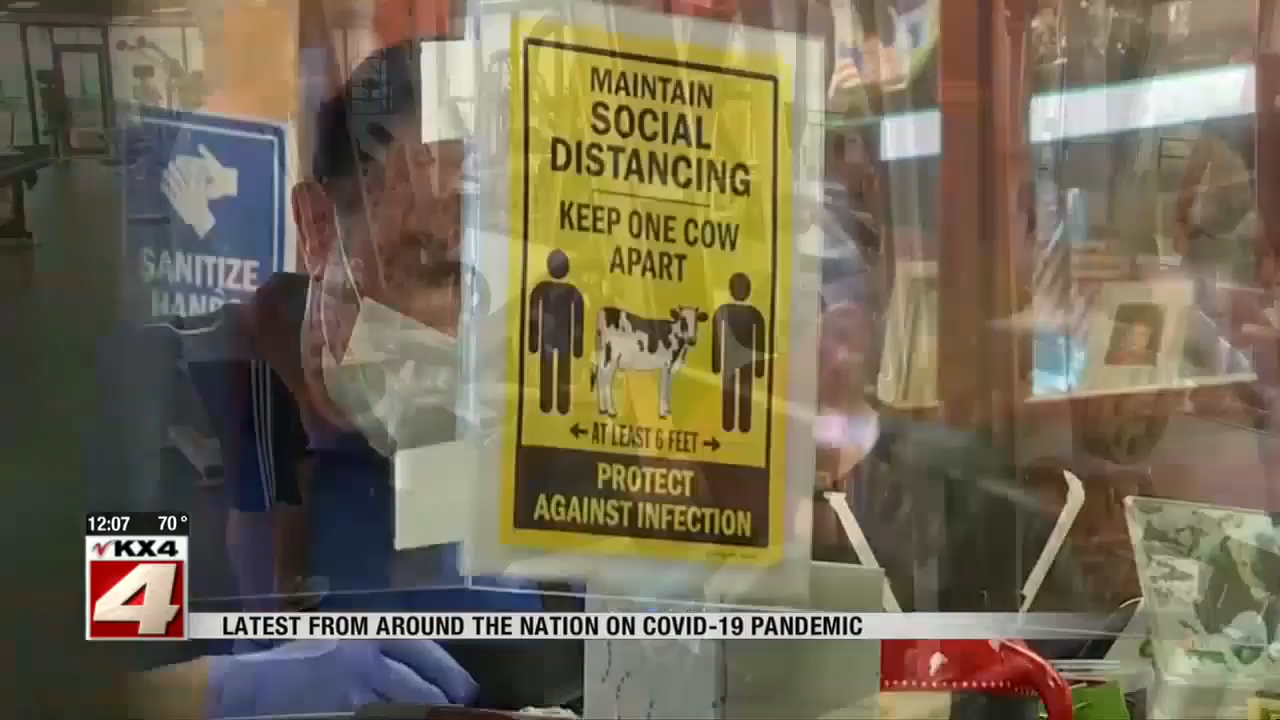 MAINTAIN
SOCIAL
DISTANCING
KEEP ONE COW
APART
← AT LEAST 6 FEET →
PROTECT
AGAINST INFECTION
SANITIZE
HANDS
12:07 70°
KX4
4
LATEST FROM AROUND THE NATION ON COVID-19 PANDEMIC